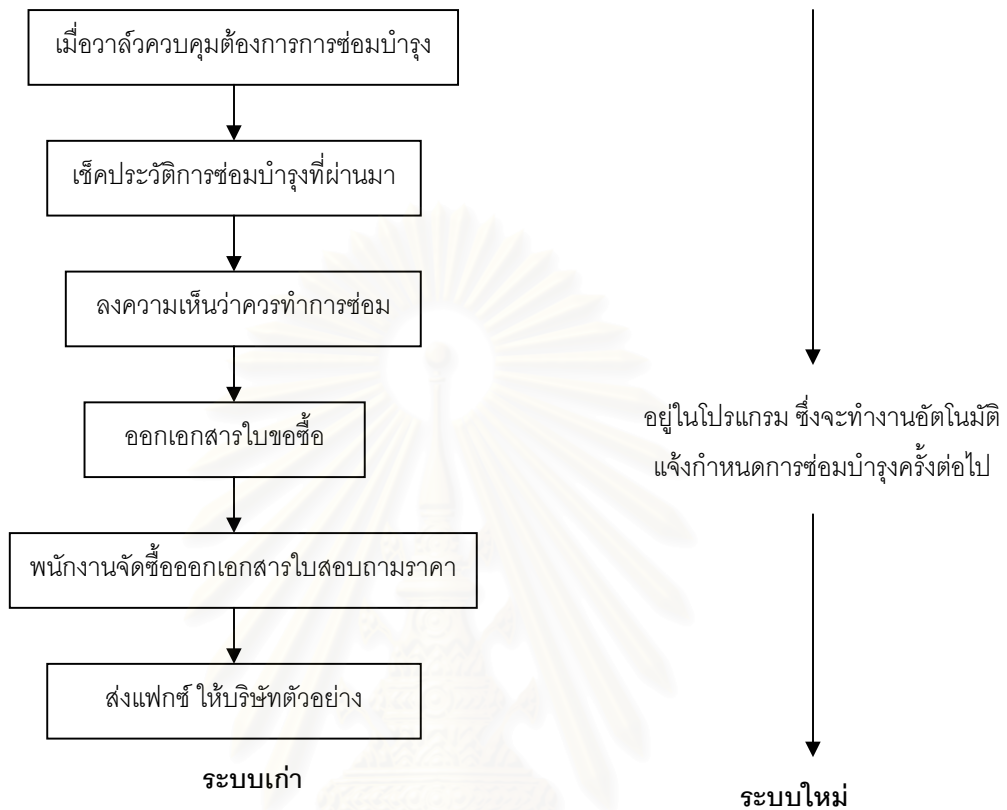 เมื่อวาล์วควบคุมต้องการการซ่อมบำรุง
เช็คประวัติการซ่อมบำรุงที่ผ่านมา
ลงความเห็นว่าควรทำการซ่อม
ออกเอกสารใบขอซื้อ
พนักงานจัดซื้อออกเอกสารใบสอบถามราคา
ส่งแฟกซ์ ให้บริษัทตัวอย่าง
ระบบเก่า
อยู่ในโปรแกรม ซึ่งจะทำงานอัตโนมัติ
แจ้งกำหนดการซ่อมบำรุงครั้งต่อไป
ระบบใหม่